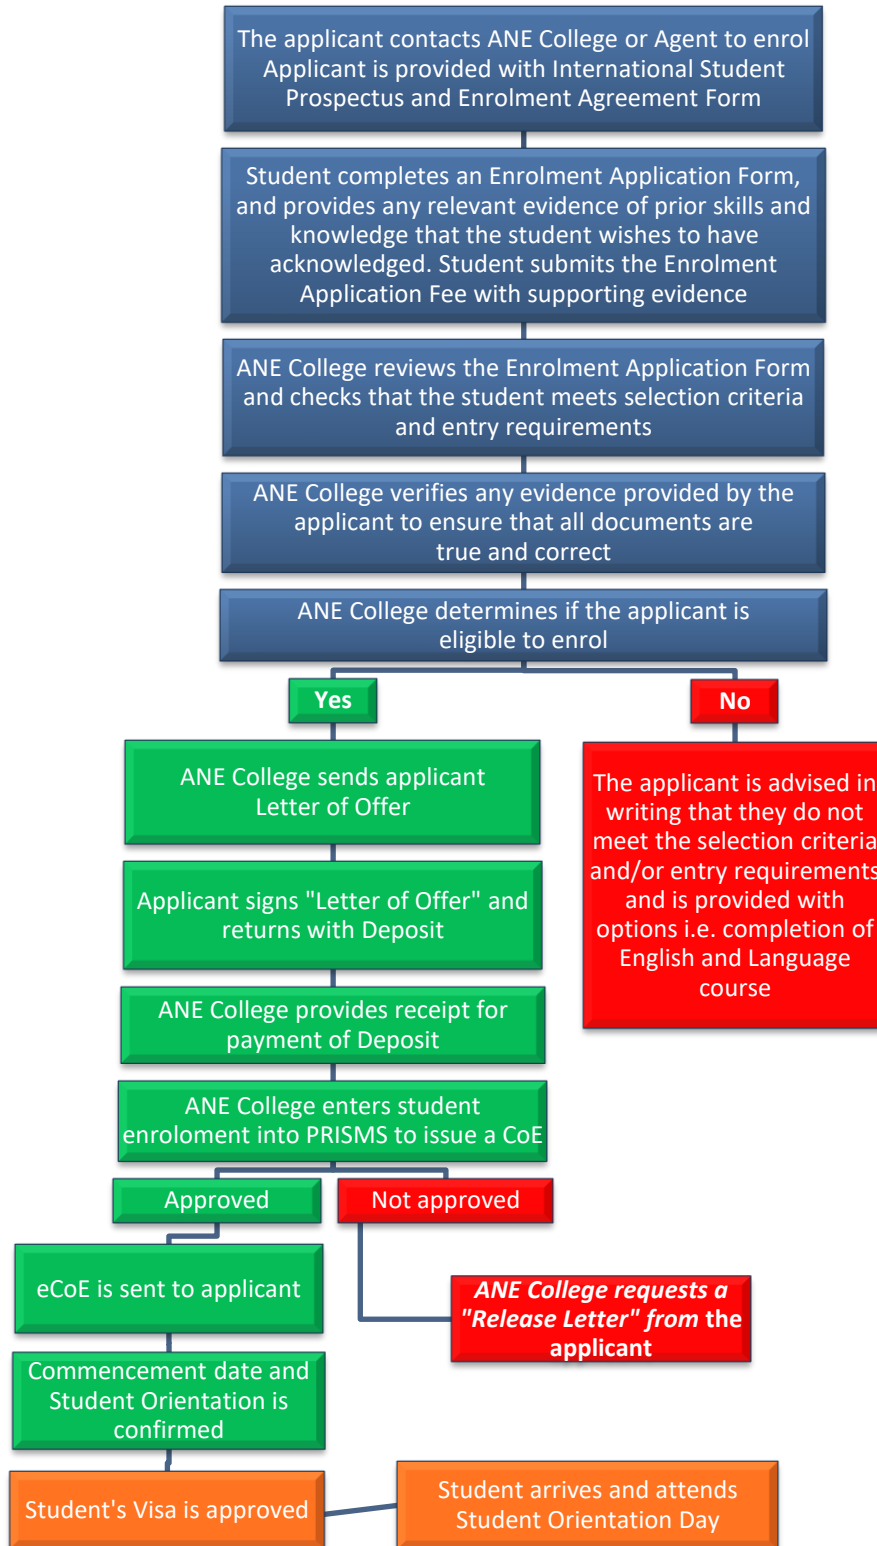 The applicant contacts ANE College or Agent to enrol
Applicant is provided with International Student
Prospectus and Enrolment Agreement Form
Student completes an Enrolment Application Form,
and provides any relevant evidence of prior skills and
knowledge that the student wishes to have
acknowledged. Student submits the Enrolment
Application Fee with supporting evidence
ANE College reviews the Enrolment Application Form
and checks that the student meets selection criteria
and entry requirements
ANE College verifies any evidence provided by the
applicant to ensure that all documents are
true and correct
ANE College determines if the applicant is
eligible to enrol
Yes
No
ANE College sends applicant
Letter of Offer
Applicant signs "Letter of Offer" and
returns with Deposit
ANE College provides receipt for
payment of Deposit
ANE College enters student
enroloment into PRISMS to issue a CoE
The applicant is advised in
writing that they do not
meet the selection criteria
and/or entry requirements
and is provided with
options i.e. completion of
English and Language
course
Approved
Not approved
eCoE is sent to applicant
ANE College requests a
"Release Letter" from the
applicant
Commencement date and
Student Orientation is
confirmed
Student's Visa is approved
Student arrives and attends
Student Orientation Day